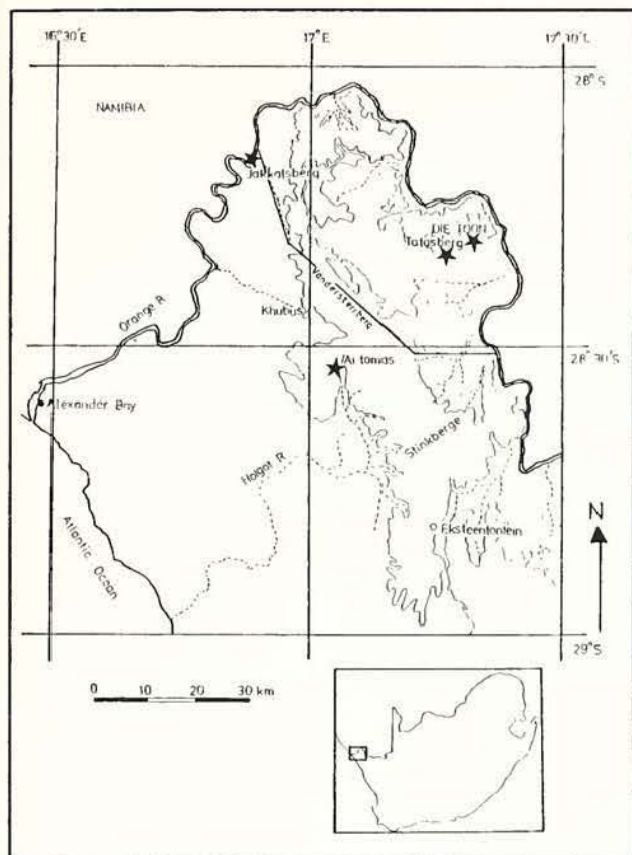 16°30'E
17°E
17°30'E
28°S
NAMIBIA
Jakkalsberg
DIE TOON
Tatasberg
Vandersterrberg
Orange R
Khubus
28°30'S
/Ai tomas
Alexander Bay
Stinkberge
Holgat R
N
Eksteenfontein
Atlantic Ocean
29°S
0 10 20 30 km